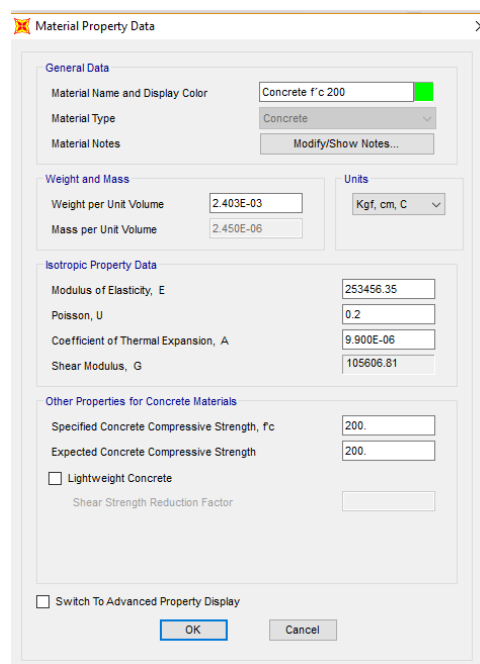 Material Property Data
General Data
Material Name and Display Color Concrete f´c 200
Material Type Concrete
Material Notes Modify/Show Notes...
Weight and Mass Units
Weight per Unit Volume 2.403E-03 Kgf, cm, C
Mass per Unit Volume 2.450E-06
Isotropic Property Data
Modulus of Elasticity, E 253456.35
Poisson, U 0.2
Coefficient of Thermal Expansion, A 9.900E-06
Shear Modulus, G 105606.81
Other Properties for Concrete Materials
Specified Concrete Compressive Strength, f'c 200.
Expected Concrete Compressive Strength 200.
Lightweight Concrete
Shear Strength Reduction Factor
Switch To Advanced Property Display
OK Cancel